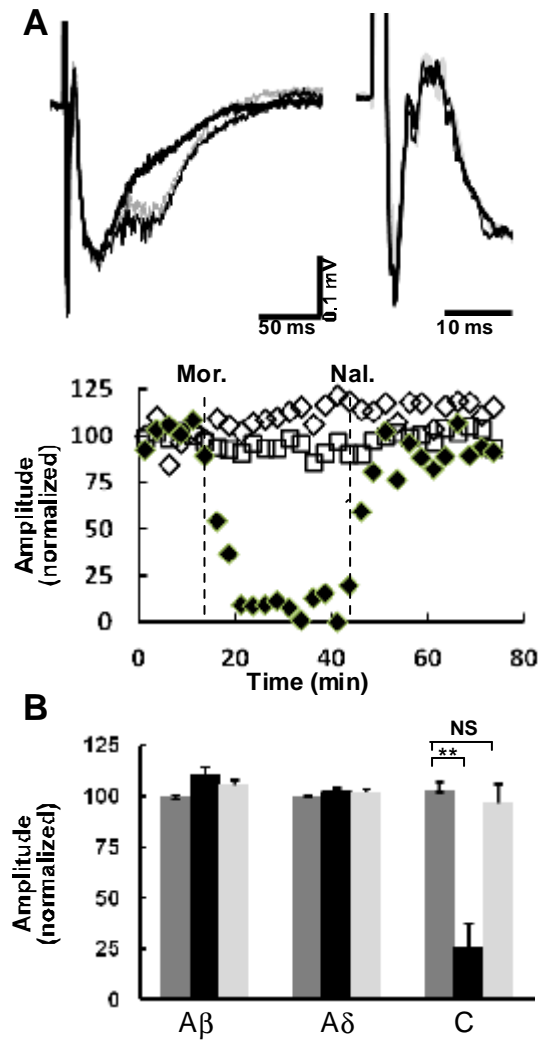 A
0.1 mV
50 ms
10 ms
Mor.
Nal.
125
100
75
50
25
0
Amplitude
(normalized)
0
20
40
60
80
Time (min)
B
NS
**
125
100
75
50
25
0
Amplitude
(normalized)
Aβ
Aδ
C